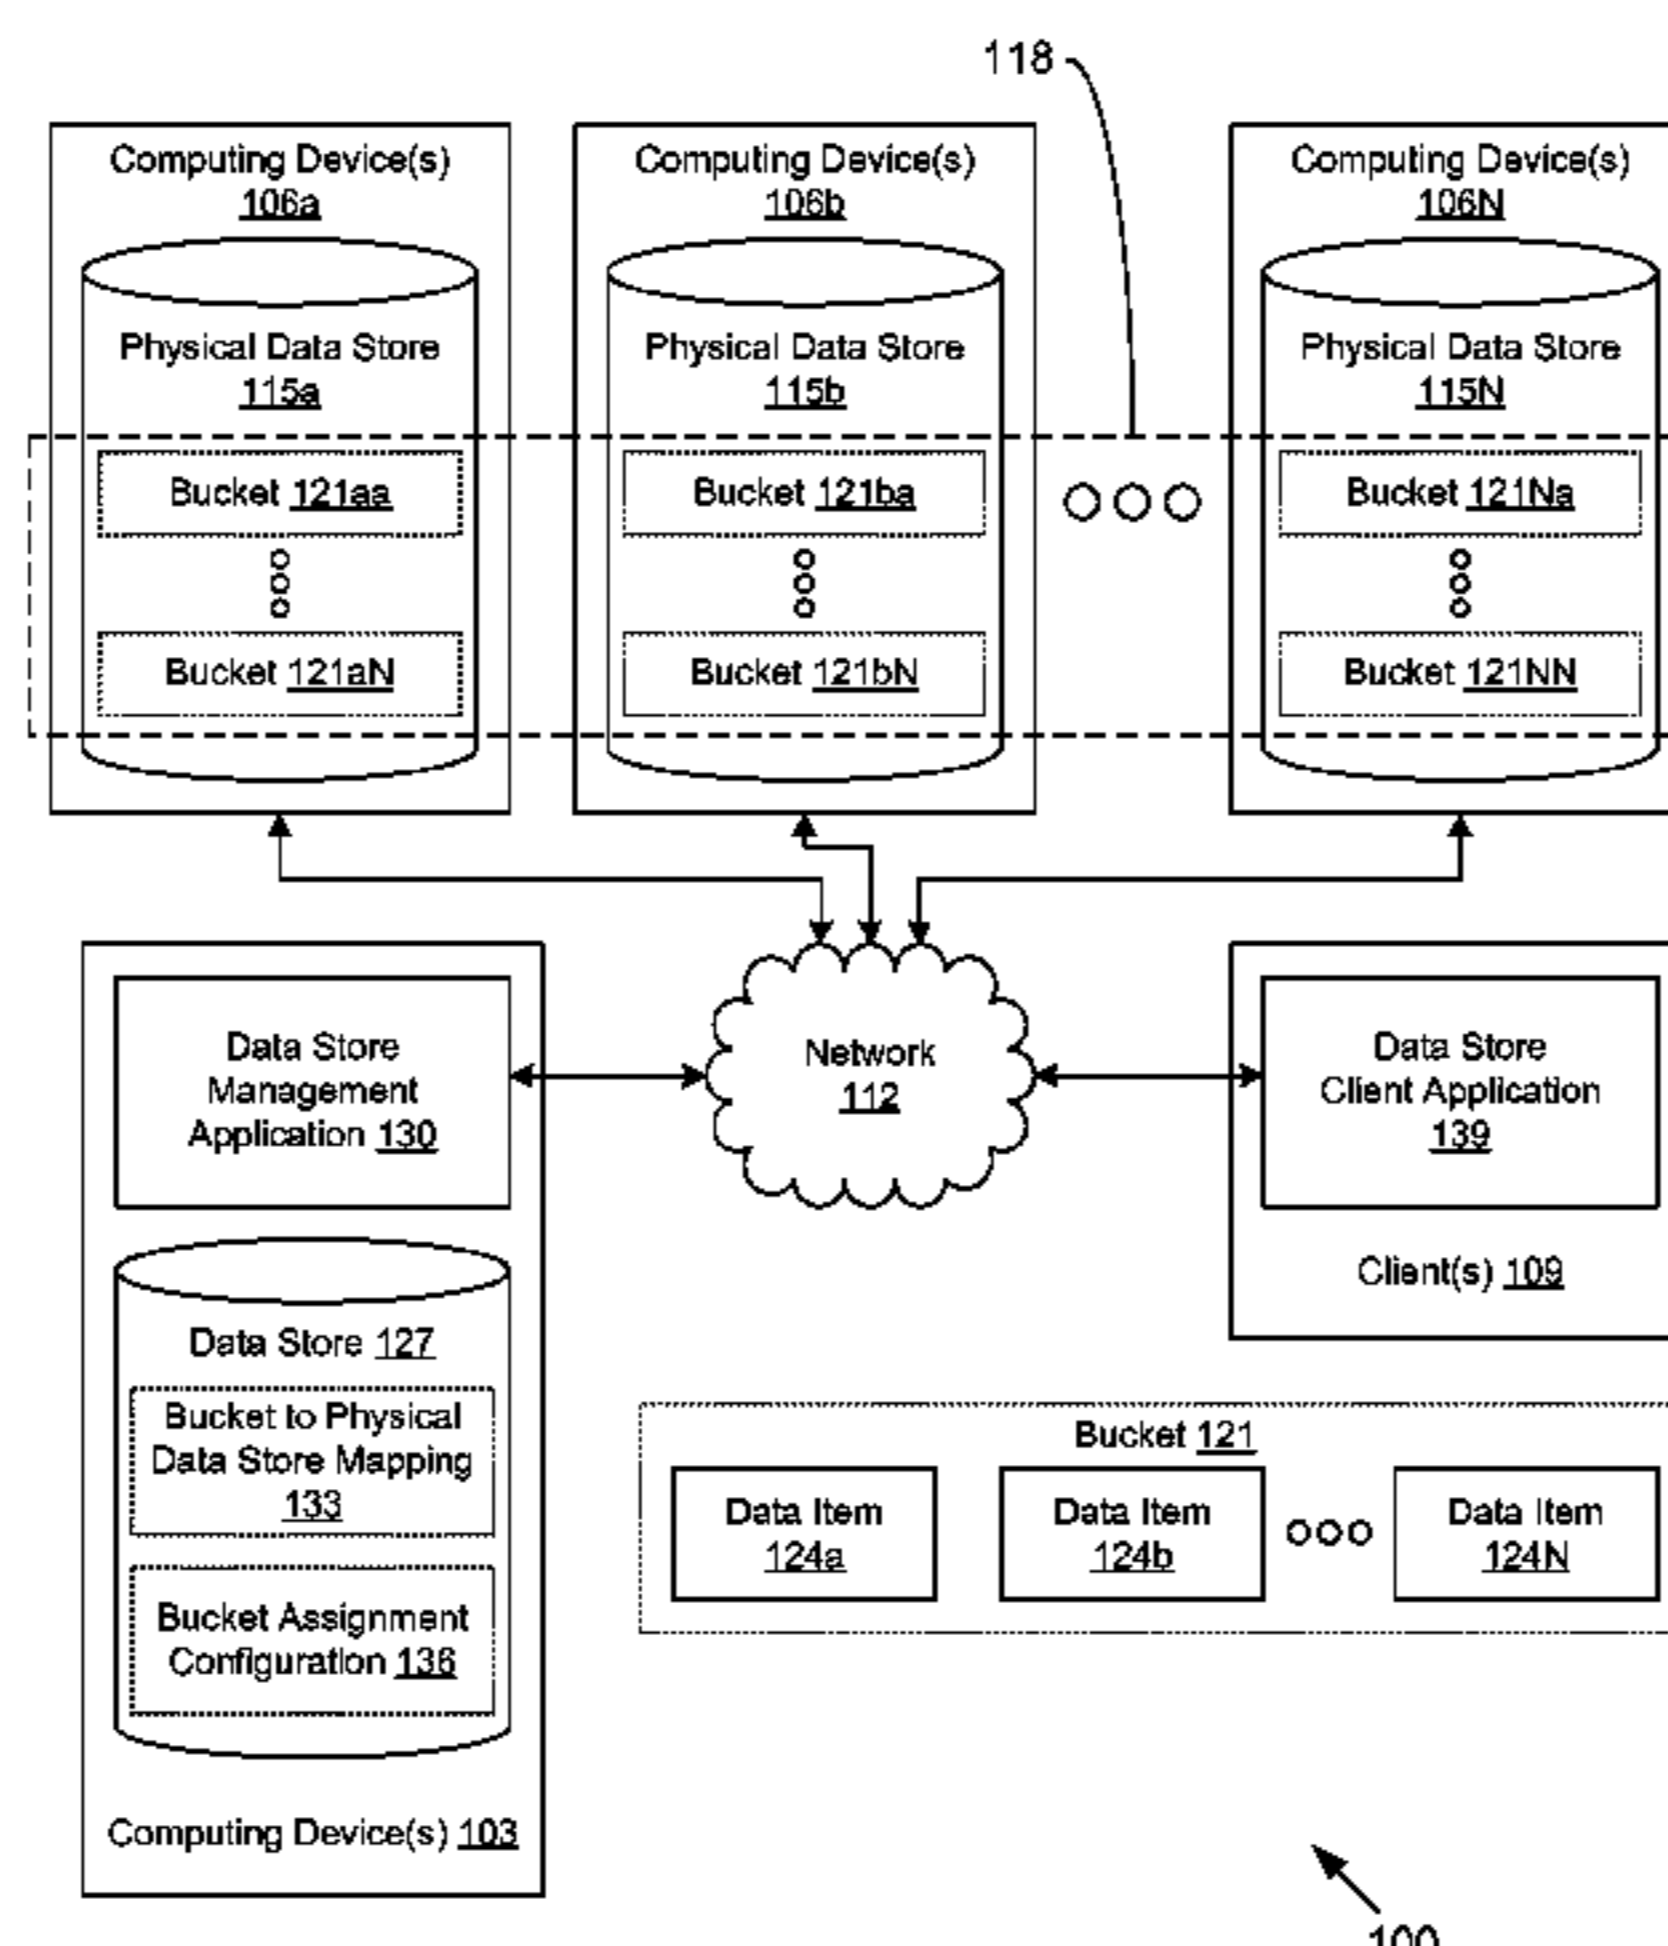 118
Computing Device(s)
106a
Physical Data Store
115a
Bucket 121aa
Bucket 121aN
Computing Device(s)
106b
Physical Data Store
115b
Bucket 121ba
Bucket 121bN
Computing Device(s)
106N
Physical Data Store
115N
Bucket 121Na
Bucket 121NN
Data Store
Management
Application 130
Network
112
Data Store
Client Application
139
Client(s) 109
Data Store 127
Bucket to Physical
Data Store Mapping
133
Bucket Assignment
Configuration 136
Computing Device(s) 103
Bucket 121
Data Item
124a
Data Item
124b
Data Item
124N
100